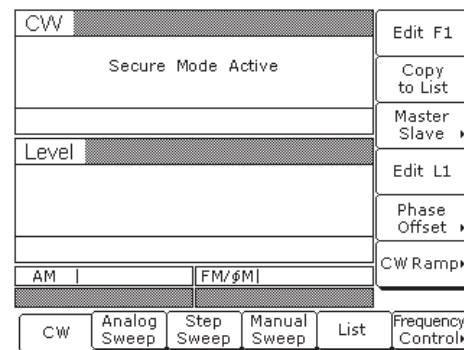 CW
Secure Mode Active
Level
AM
FM/ϕM
Edit F1
Copy
to List
Master
Slave
Edit L1
Phase
Offset
CW Ramp
CW
Analog
Sweep
Step
Sweep
Manual
Sweep
List
Frequency
Control